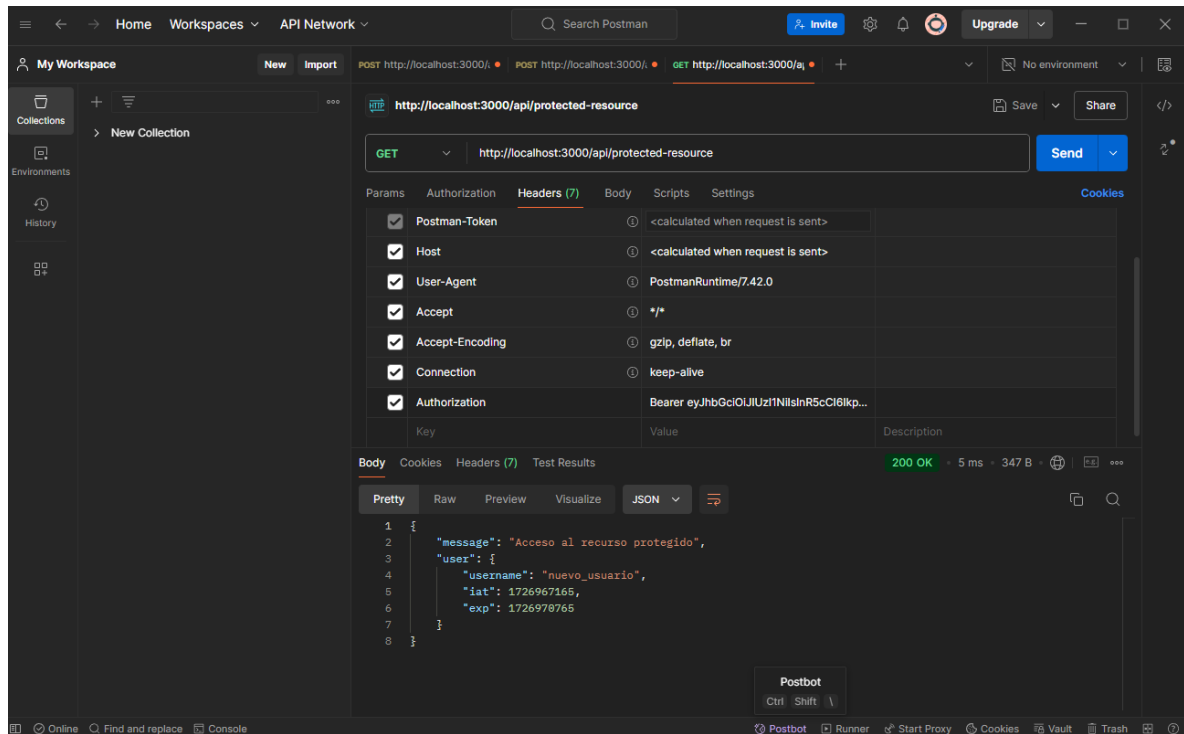 Home Workspaces API Network Search Postman Invite Upgrade
My Workspace New Import POST http://localhost:3000/ POST http://localhost:3000/ GET http://localhost:3000/a No environment
Collections
Environments
History
New Collection
HTTP http://localhost:3000/api/protected-resource Save Share
GET http://localhost:3000/api/protected-resource Send
Params Authorization Headers (7) Body Scripts Settings Cookies
Postman-Token <calculated when request is sent>
Host <calculated when request is sent>
User-Agent PostmanRuntime/7.42.0
Accept */*
Accept-Encoding gzip, deflate, br
Connection keep-alive
Authorization Bearer eyJhbGciOiJIUzI1NiIsInR5cCI6Ikp...
Key Value Description
Body Cookies Headers (7) Test Results 200 OK 5 ms 347 B e.g.
Pretty Raw Preview Visualize JSON
1 {
2 "message": "Acceso al recurso protegido",
3 "user": {
4 "username": "nuevo_usuario",
5 "iat": 1726967165,
6 "exp": 1726970765
7 }
8 }
Postbot
Ctrl Shift \
Online Find and replace Console Postbot Runner Start Proxy Cookies Vault Trash